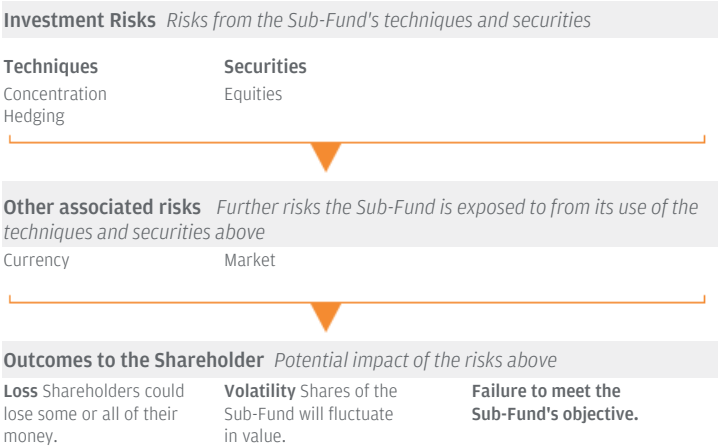 Investment Risks Risks from the Sub-Fund's techniques and securities
Techniques
Concentration
Hedging
Securities
Equities
Other associated risks Further risks the Sub-Fund is exposed to from its use of the
techniques and securities above
Currency
Market
Outcomes to the Shareholder Potential impact of the risks above
Loss Shareholders could
lose some or all of their
money.
Volatility Shares of the
Sub-Fund will fluctuate
in value.
Failure to meet the
Sub-Fund's objective.